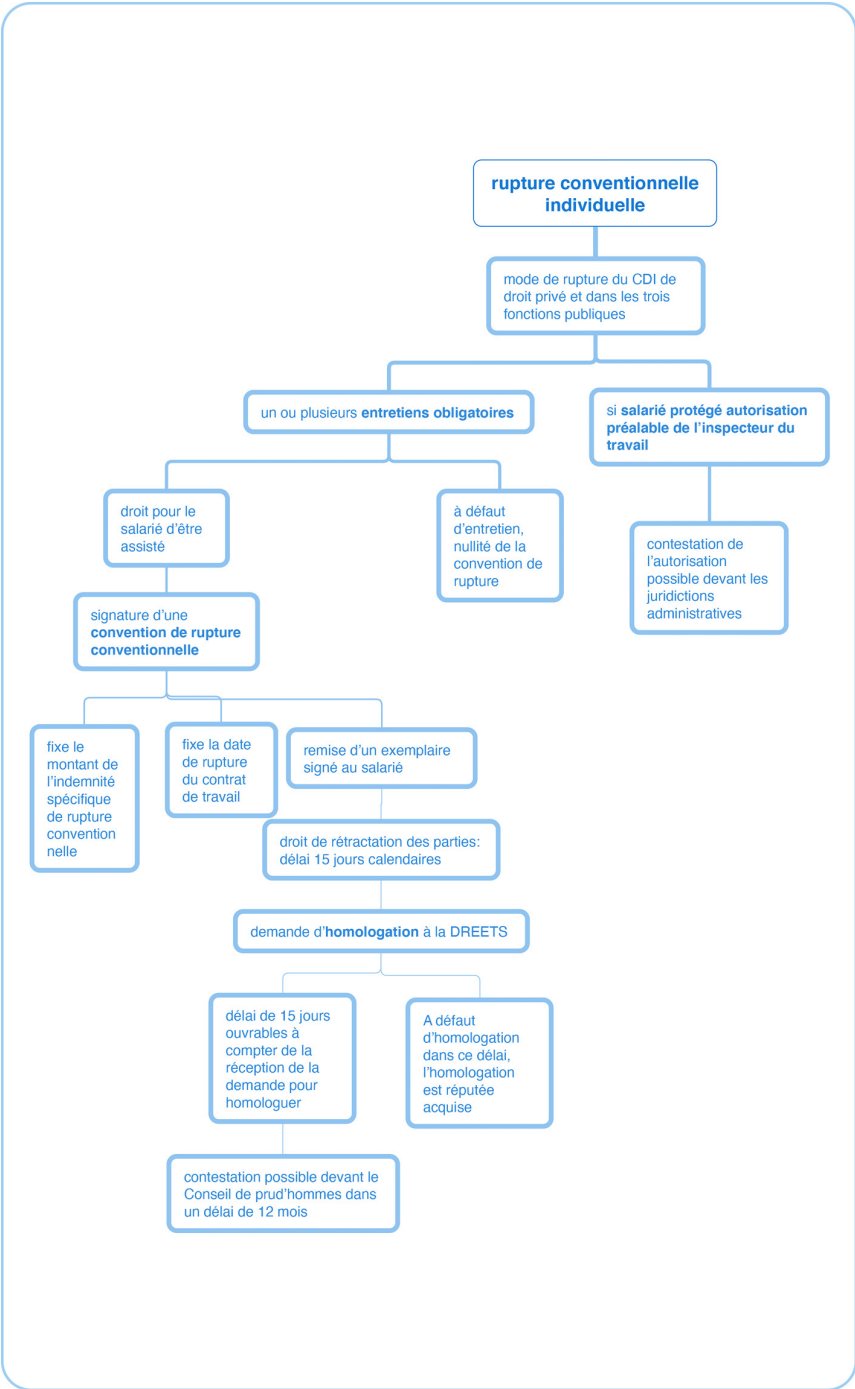 rupture conventionnelle
individuelle
mode de rupture du CDI de
droit privé et dans les trois
fonctions publiques
un ou plusieurs entretiens obligatoires
si salarié protégé autorisation
préalable de l’inspecteur du
travail
droit pour le
salarié d’être
assisté
à défaut
d’entretien,
nullité de la
convention de
rupture
contestation de
l’autorisation
possible devant les
juridictions
administratives
signature d’une
convention de rupture
conventionnelle
fixe le
montant de
l’indemnité
spécifique
de rupture
convention
nelle
fixe la date
de rupture
du contrat
de travail
remise d’un exemplaire
signé au salarié
droit de rétractation des parties:
délai 15 jours calendaires
demande d’homologation à la DREETS
délai de 15 jours
ouvrables à
compter de la
réception de la
demande pour
homologuer
A défaut
d’homologation
dans ce délai,
l’homologation
est réputée
acquise
contestation possible devant le
Conseil de prud’hommes dans
un délai de 12 mois